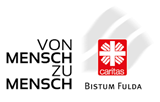 VON
MENSCH
ZU
MENSCH
caritas
BISTUM FULDA